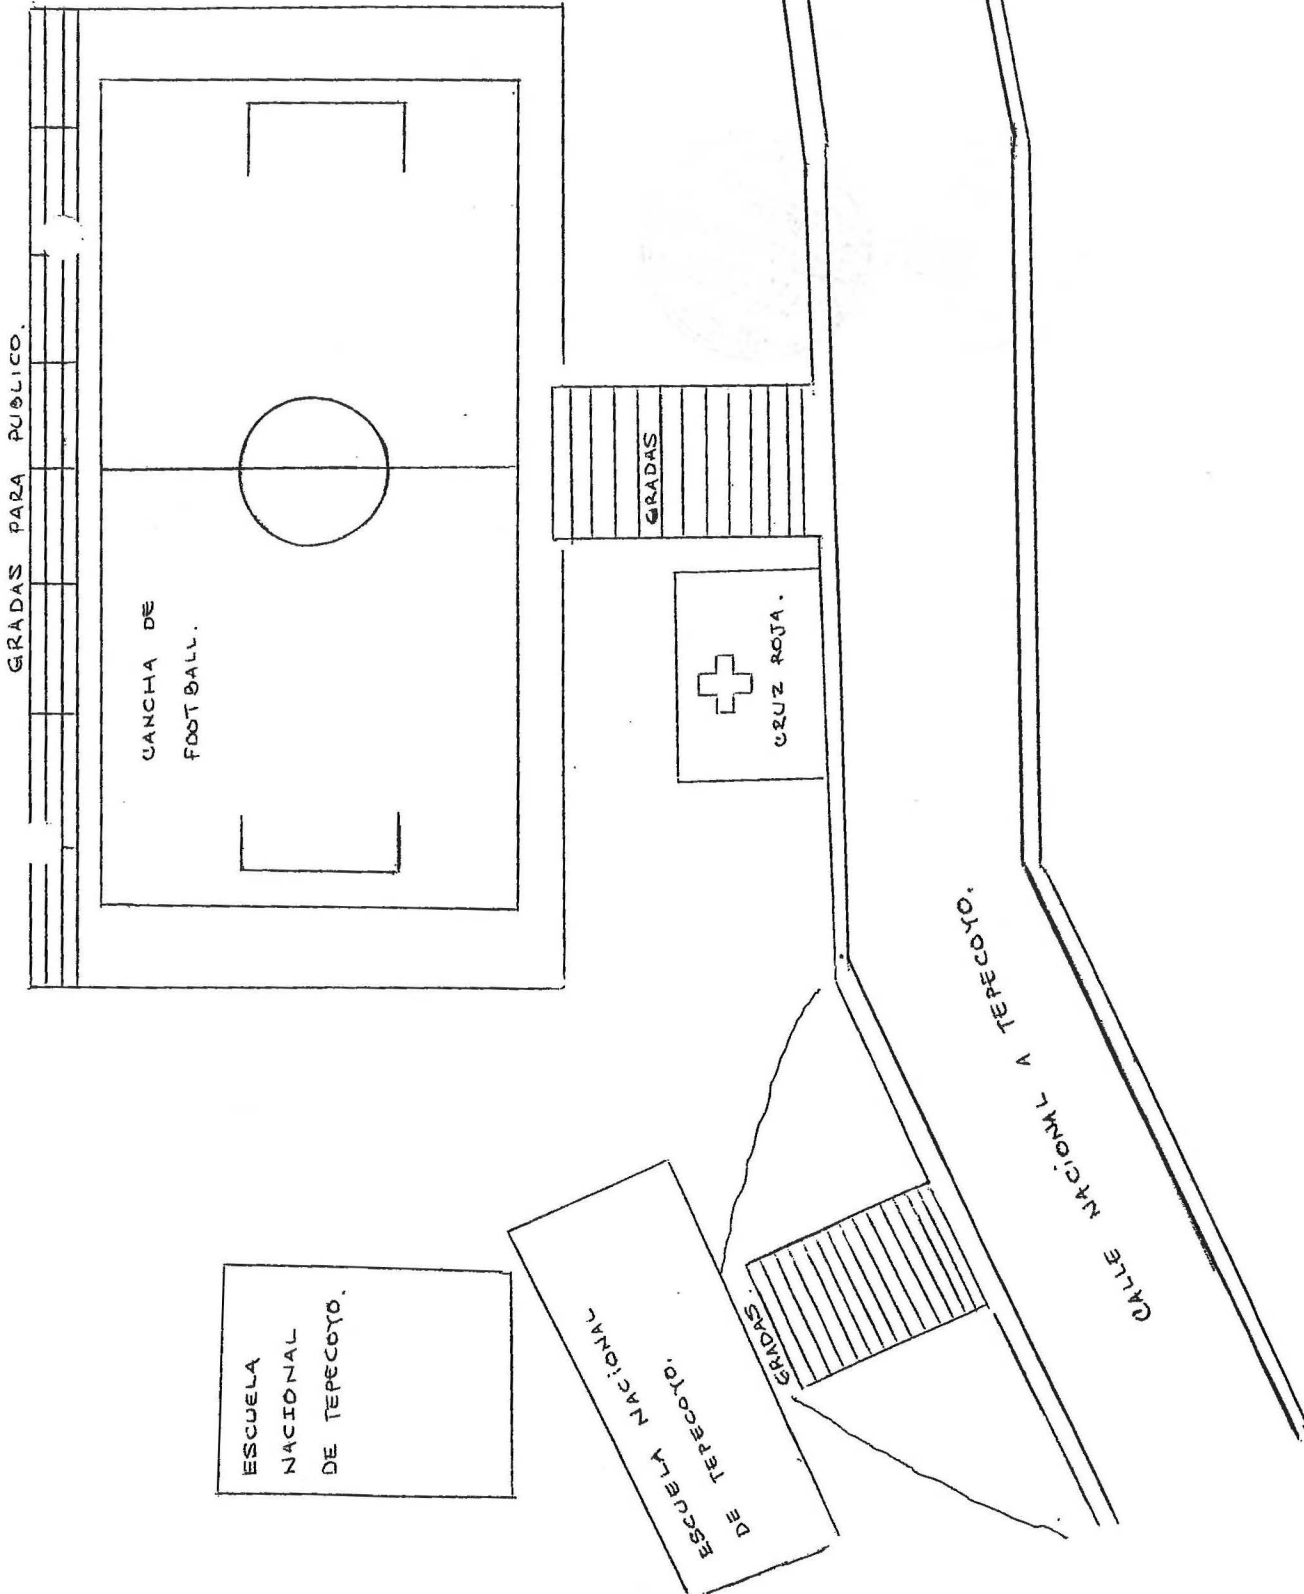 GRADAS PARA PUBLICO.
CANCHA DE
FOOTBALL.
GRADAS
CRUZ ROJA.
CALLE NACIONAL A TEPECOYO.
ESCUELA
NACIONAL
DE TEPECOYO.
ESCUELA NACIONAL
DE TEPECOYO.
GRADAS.